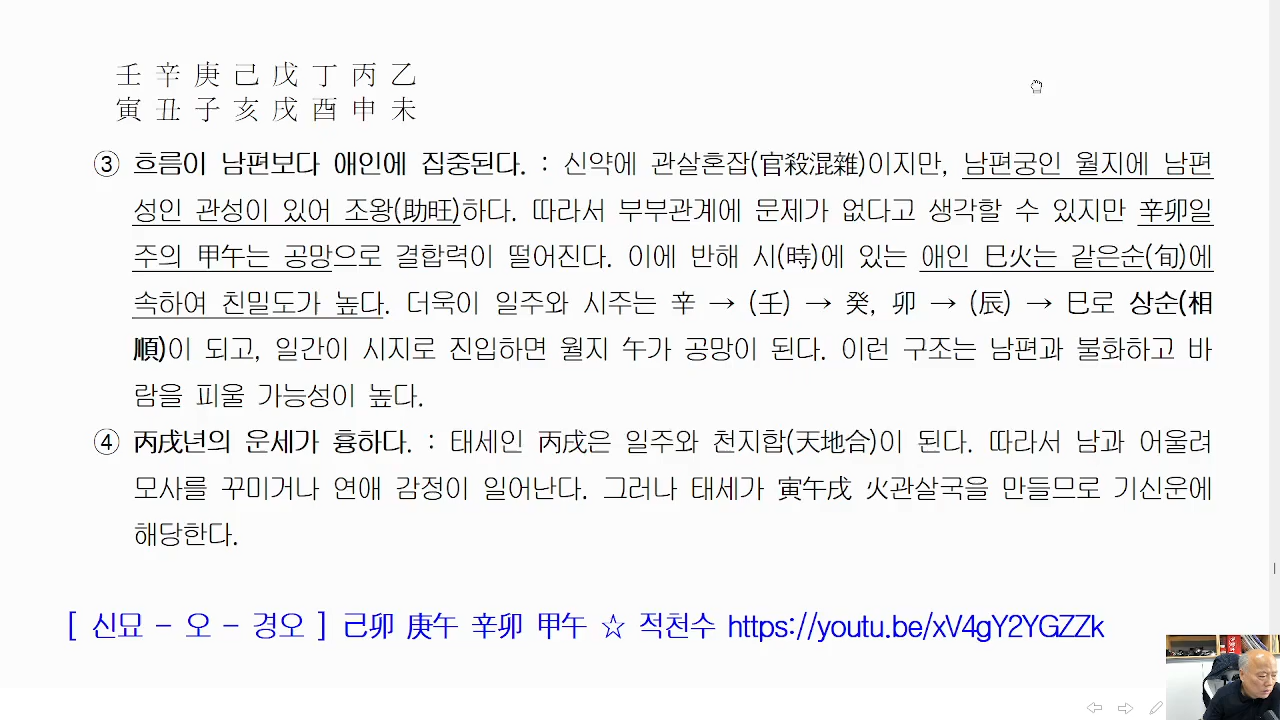 壬 辛 庚 己 戊 丁 丙 乙
寅 丑 子 亥 戌 酉 申 未
③ 흐름이 남편보다 애인에 집중된다. : 신약에 관살혼잡(官殺混雜)이지만, 남편궁인 월지에 남편
성인 관성이 있어 조왕(助旺)하다. 따라서 부부관계에 문제가 없다고 생각할 수 있지만 辛卯일
주의 甲午는 공망으로 결합력이 떨어진다. 이에 반해 시(時)에 있는 애인 巳火는 같은순(旬)에
속하여 친밀도가 높다. 더욱이 일주와 시주는 辛 → (壬) → 癸, 卯 → (辰) → 巳로 상순(相
順)이 되고, 일간이 시지로 진입하면 월지 午가 공망이 된다. 이런 구조는 남편과 불화하고 바
람을 피울 가능성이 높다.
④ 丙戌년의 운세가 흉하다. : 태세인 丙戌은 일주와 천지합(天地合)이 된다. 따라서 남과 어울려
모사를 꾸미거나 연애 감정이 일어난다. 그러나 태세가 寅午戌 火관살국을 만들므로 기신운에
해당한다.
[ 신묘 - 오 - 경오 ] 己卯 庚午 辛卯 甲午 ☆ 적천수 https://youtu.be/xV4gY2YGZZk